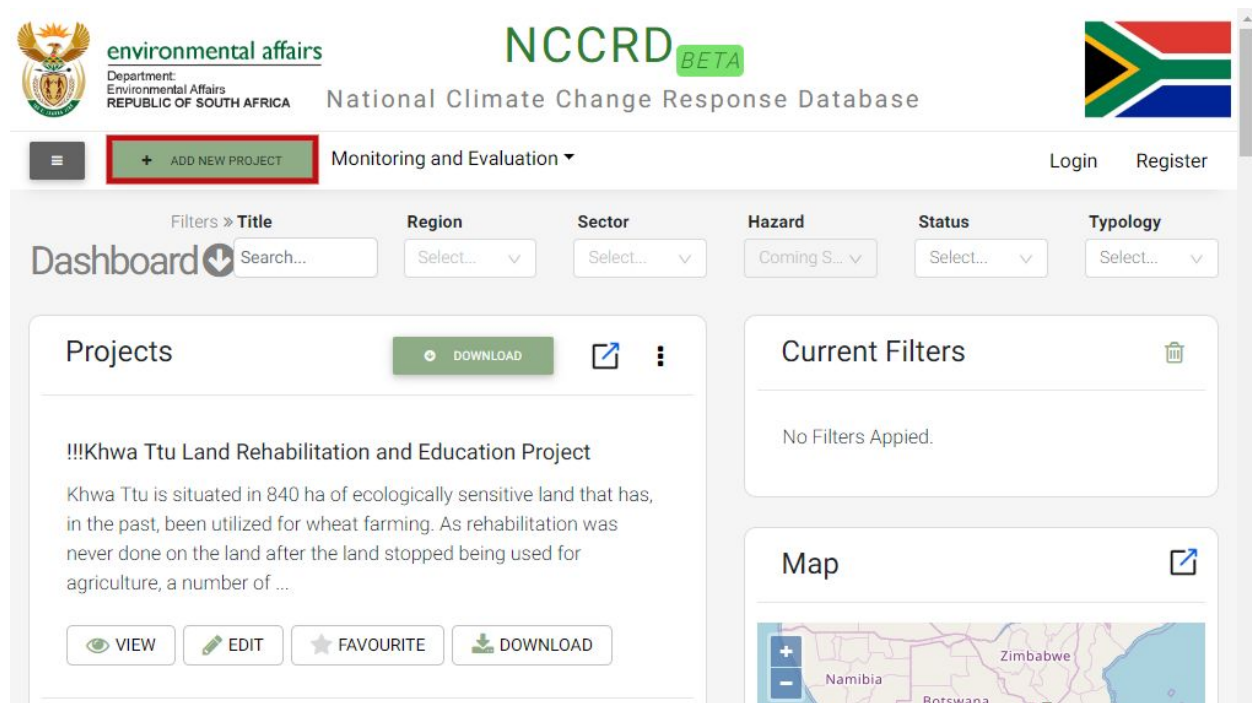 environmental affairs
Department:
Environmental Affairs
REPUBLIC OF SOUTH AFRICA
NCCRD BETA
National Climate Change Response Database
ADD NEW PROJECT
Monitoring and Evaluation
Login
Register
Filters » Title
Region
Sector
Hazard
Status
Typology
Dashboard
Search...
Select...
Select...
Coming S...
Select...
Select...
Projects
DOWNLOAD
!!!Khwa Ttu Land Rehabilitation and Education Project
Khwa Ttu is situated in 840 ha of ecologically sensitive land that has,
in the past, been utilized for wheat farming. As rehabilitation was
never done on the land after the land stopped being used for
agriculture, a number of ...
VIEW
EDIT
FAVOURITE
DOWNLOAD
Current Filters
No Filters Appied.
Map
+
−
Zimbabwe
Namibia
Botswana